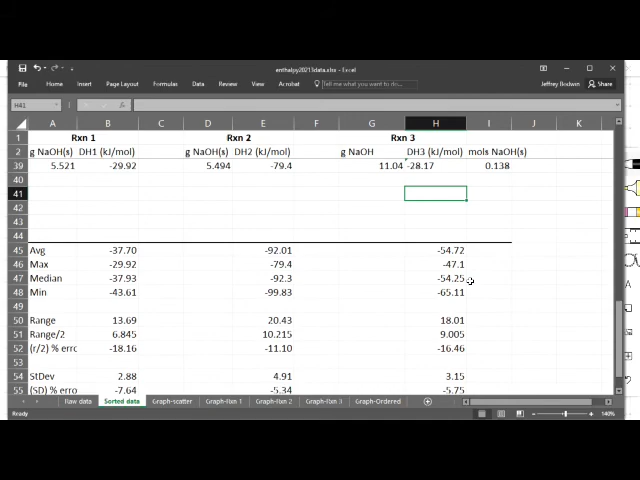 enthalpy20213data.xlsx - Excel
File Home Insert Page Layout Formulas Data Review View Tell me what you want to do... Jeffrey Bodwin Share
H41
A B C D E F G H I J K
1 Rxn 1 Rxn 2 Rxn 3
2 g NaOH(s) DH1 (kJ/mol) g NaOH(s) DH2 (kJ/mol) g NaOH DH3 (kJ/mol) mols NaOH(s)
39 5.521 -29.92 5.494 -79.4 11.04 -28.17 0.138
40
41
42
43
44
45 Avg -37.70 -92.01 -54.72
46 Max -29.92 -79.4 -47.1
47 Median -37.93 -92.3 -54.25
48 Min -43.61 -99.83 -65.11
49
50 Range 13.69 20.43 18.01
51 Range/2 6.845 10.215 9.005
52 (r/2) % erro -18.16 -11.10 -16.46
53
54 StDev 2.88 4.91 3.15
55 (SD) % erro -7.64 -5.34 -5.75
Raw data Sorted data Graph-scatter Graph-Rxn 1 Graph-Rxn 2 Graph-Rxn 3 Graph-Ordered
Ready 140%